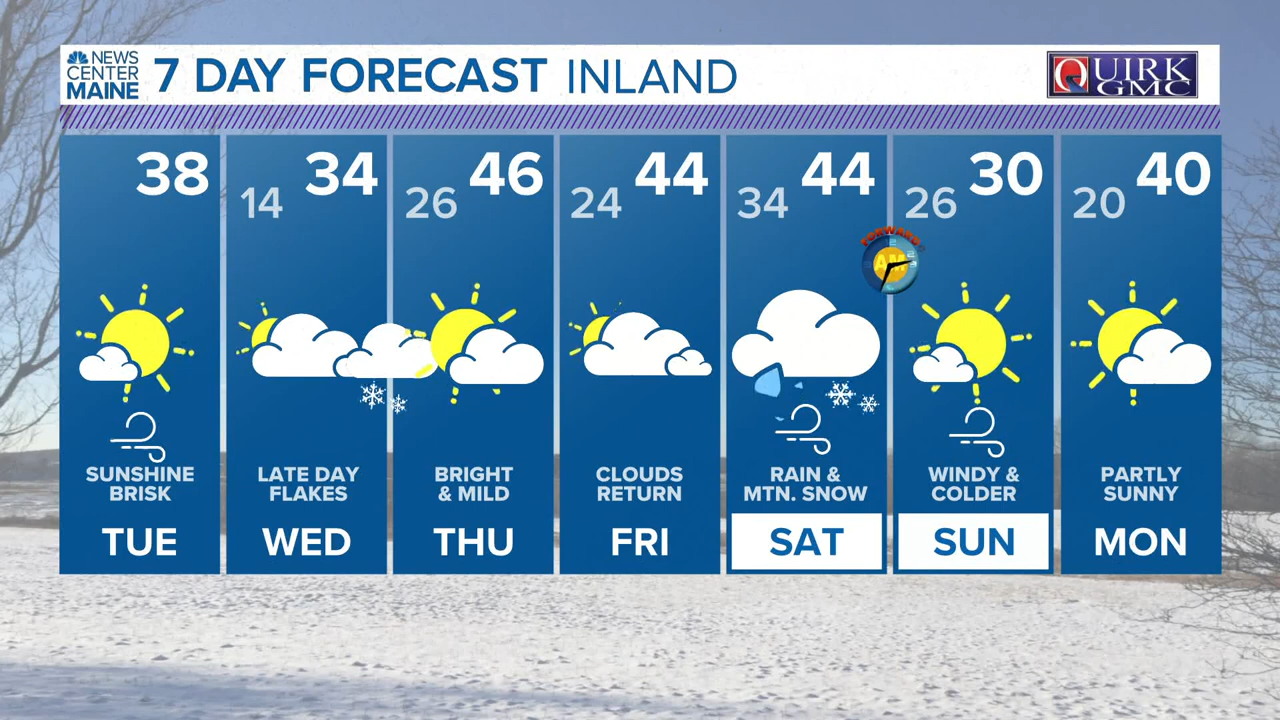 NEWS
CENTER
MAINE
7 DAY FORECAST INLAND
QUIRK
GMC
38
14 34
26 46
24 44
34 44
26 30
20 40
FORWARD
AM
SUNSHINE
BRISK
LATE DAY
FLAKES
BRIGHT
& MILD
CLOUDS
RETURN
RAIN &
MTN. SNOW
WINDY &
COLDER
PARTLY
SUNNY
TUE
WED
THU
FRI
SAT
SUN
MON